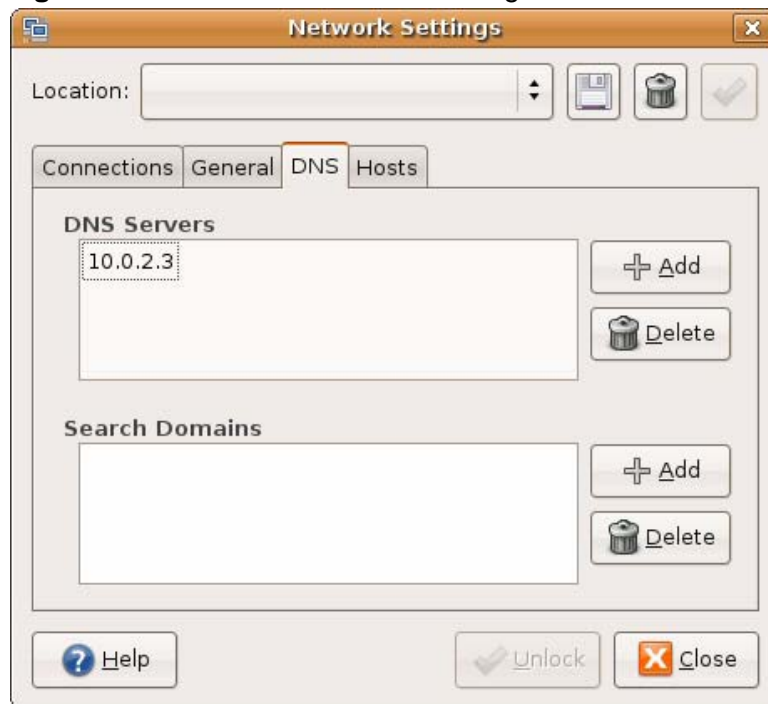 Network Settings
Location:
Connections General DNS Hosts
DNS Servers
10.0.2.3
Add
Delete
Search Domains
Add
Delete
Help Unlock Close